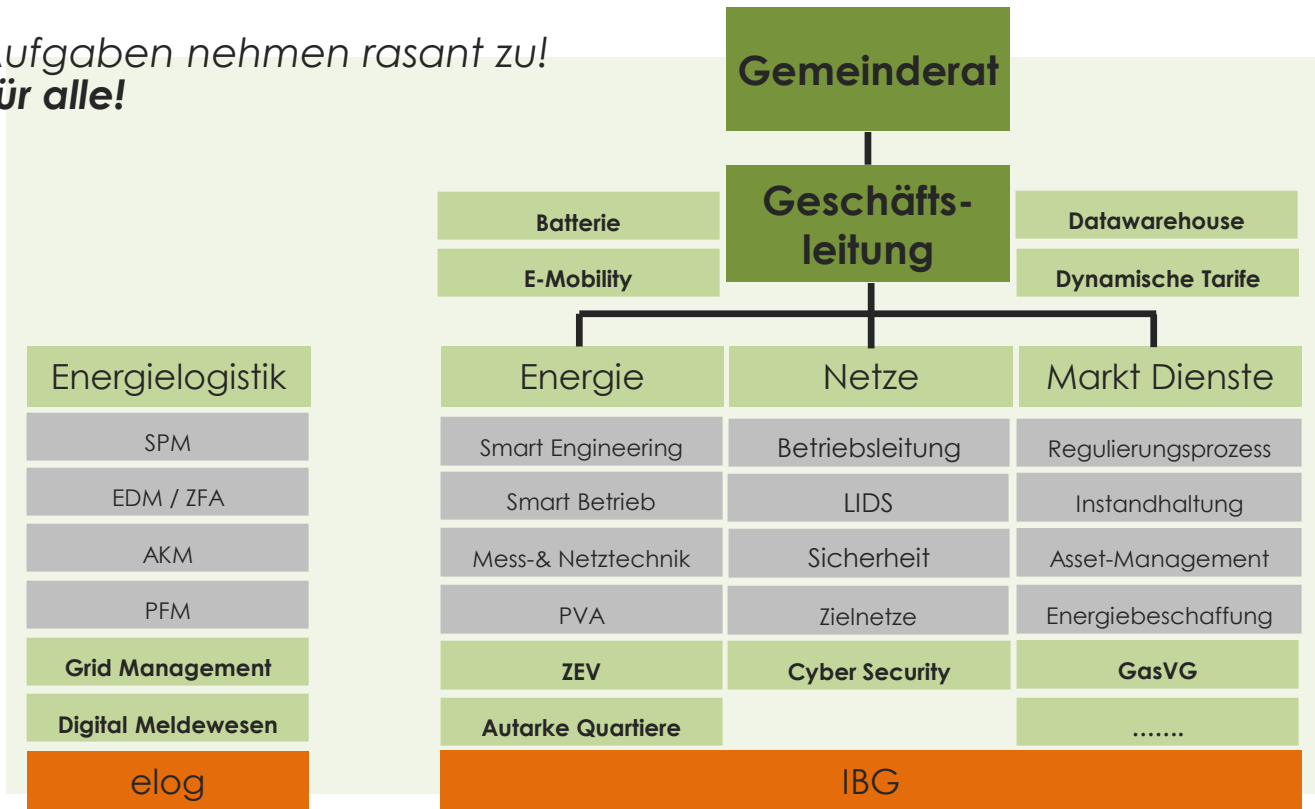 Aufgaben nehmen rasant zu!
für alle!
Gemeinderat
Geschäfts-
leitung
Batterie
E-Mobility
Datawarehouse
Dynamische Tarife
Energielogistik
SPM
EDM / ZFA
AKM
PFM
Grid Management
Digital Meldewesen
elog
Energie
Smart Engineering
Smart Betrieb
Mess-& Netztechnik
PVA
ZEV
Autarke Quartiere
Netze
Betriebsleitung
LIDS
Sicherheit
Zielnetze
Cyber Security
Markt Dienste
Regulierungsprozess
Instandhaltung
Asset-Management
Energiebeschaffung
GasVG
.......
IBG